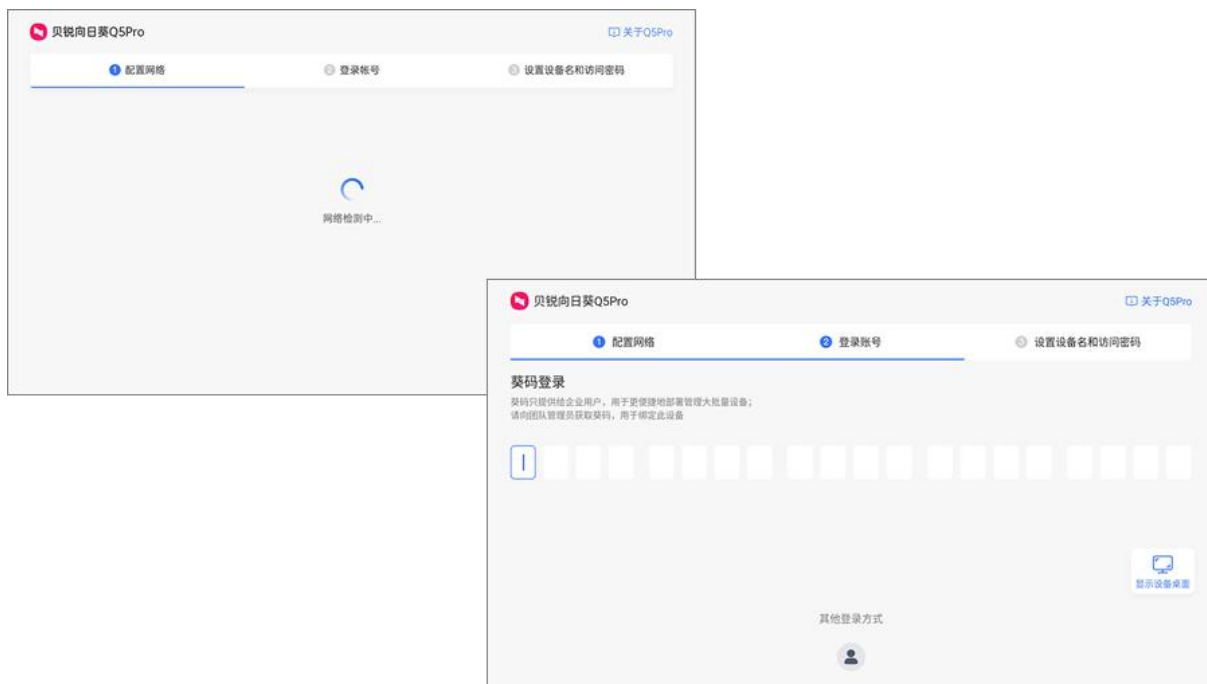 贝锐向日葵Q5Pro
关于Q5Pro
1 配置网络
2 登录帐号
3 设置设备名和访问密码
网络检测中...
贝锐向日葵Q5Pro
关于Q5Pro
1 配置网络
2 登录账号
3 设置设备名和访问密码
葵码登录
葵码只提供给企业用户，用于更便捷地部署管理大批量设备；
请向团队管理员获取葵码，用于绑定此设备
显示设备桌面
其他登录方式